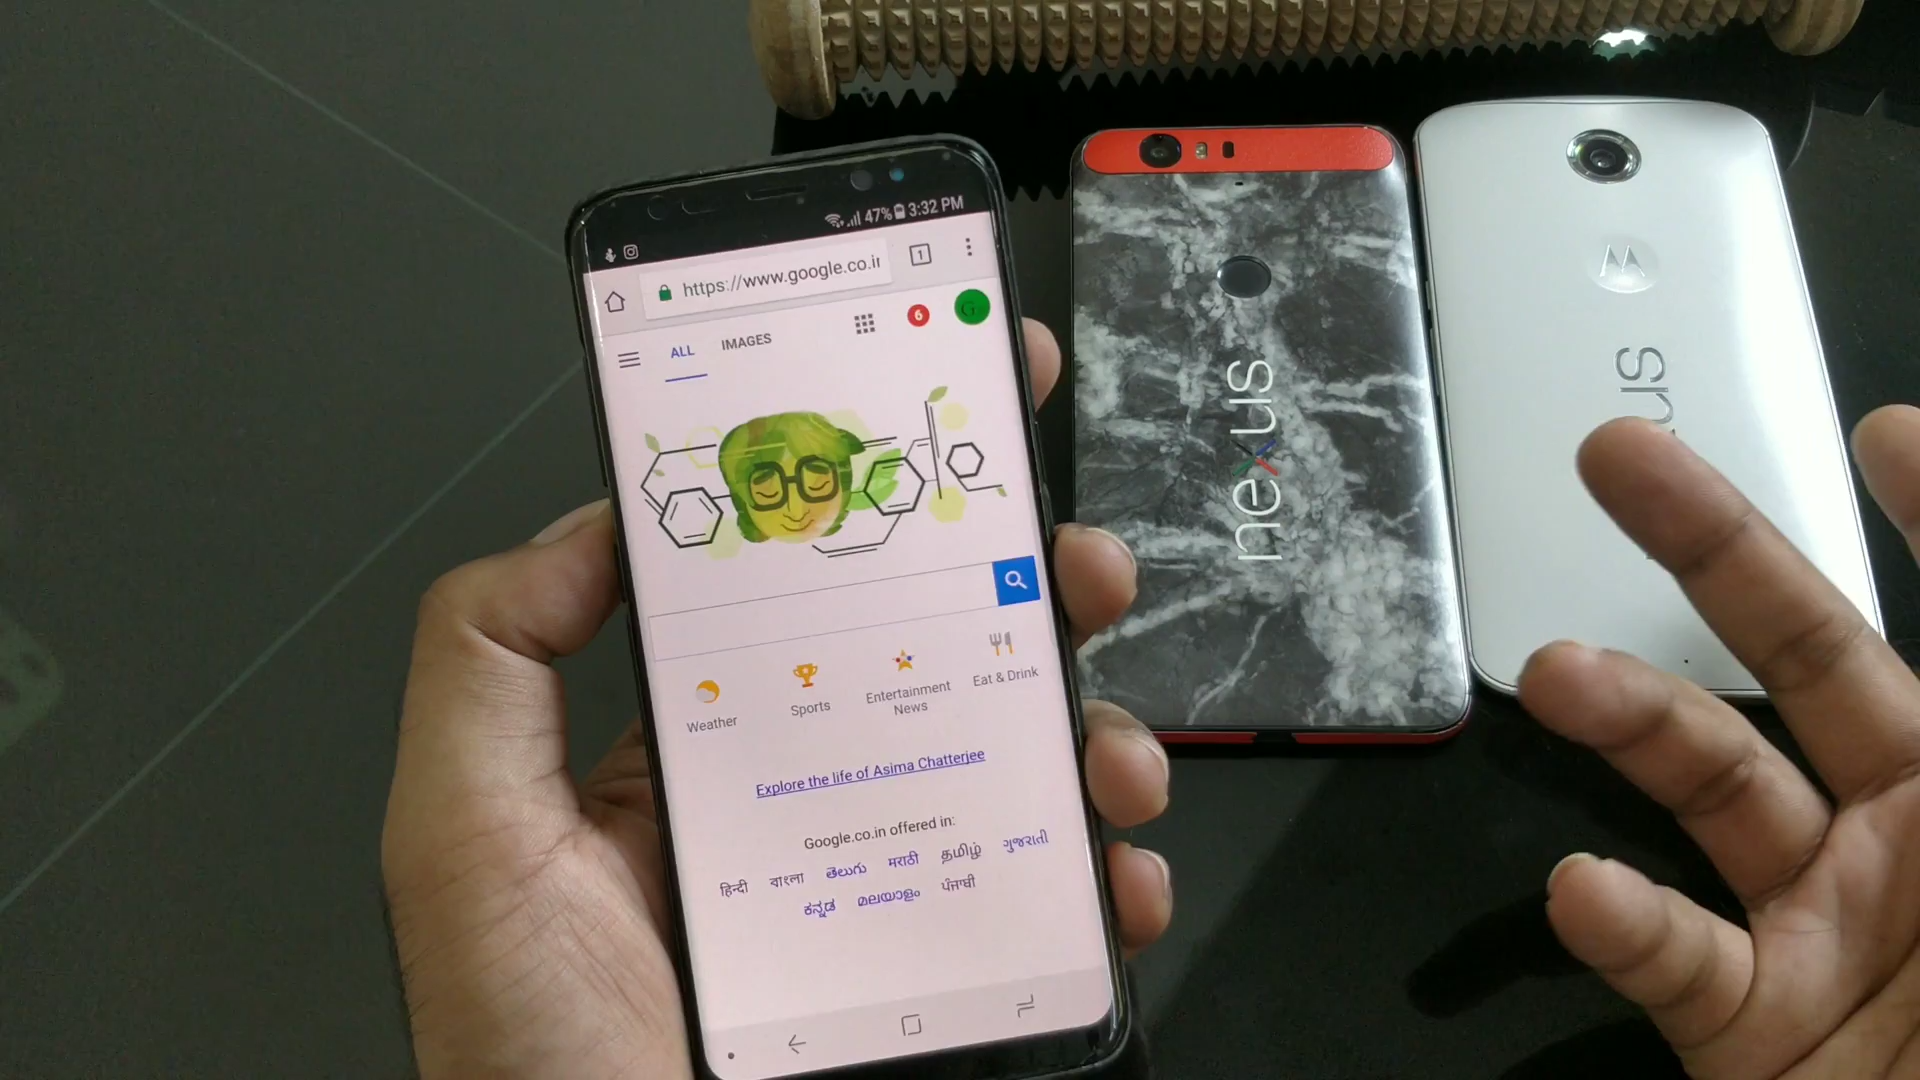 47% 3:32 PM
https://www.google.co.in
1
6
G
ALL IMAGES
Weather
Sports
Entertainment
News
Eat & Drink
Explore the life of Asima Chatterjee
Google.co.in offered in:
हिन्दी বাংলা తెలుగు मराठी தமிழ் ગુજરાતી
ಕನ್ನಡ മലയാളം ਪੰਜਾਬੀ
nexus